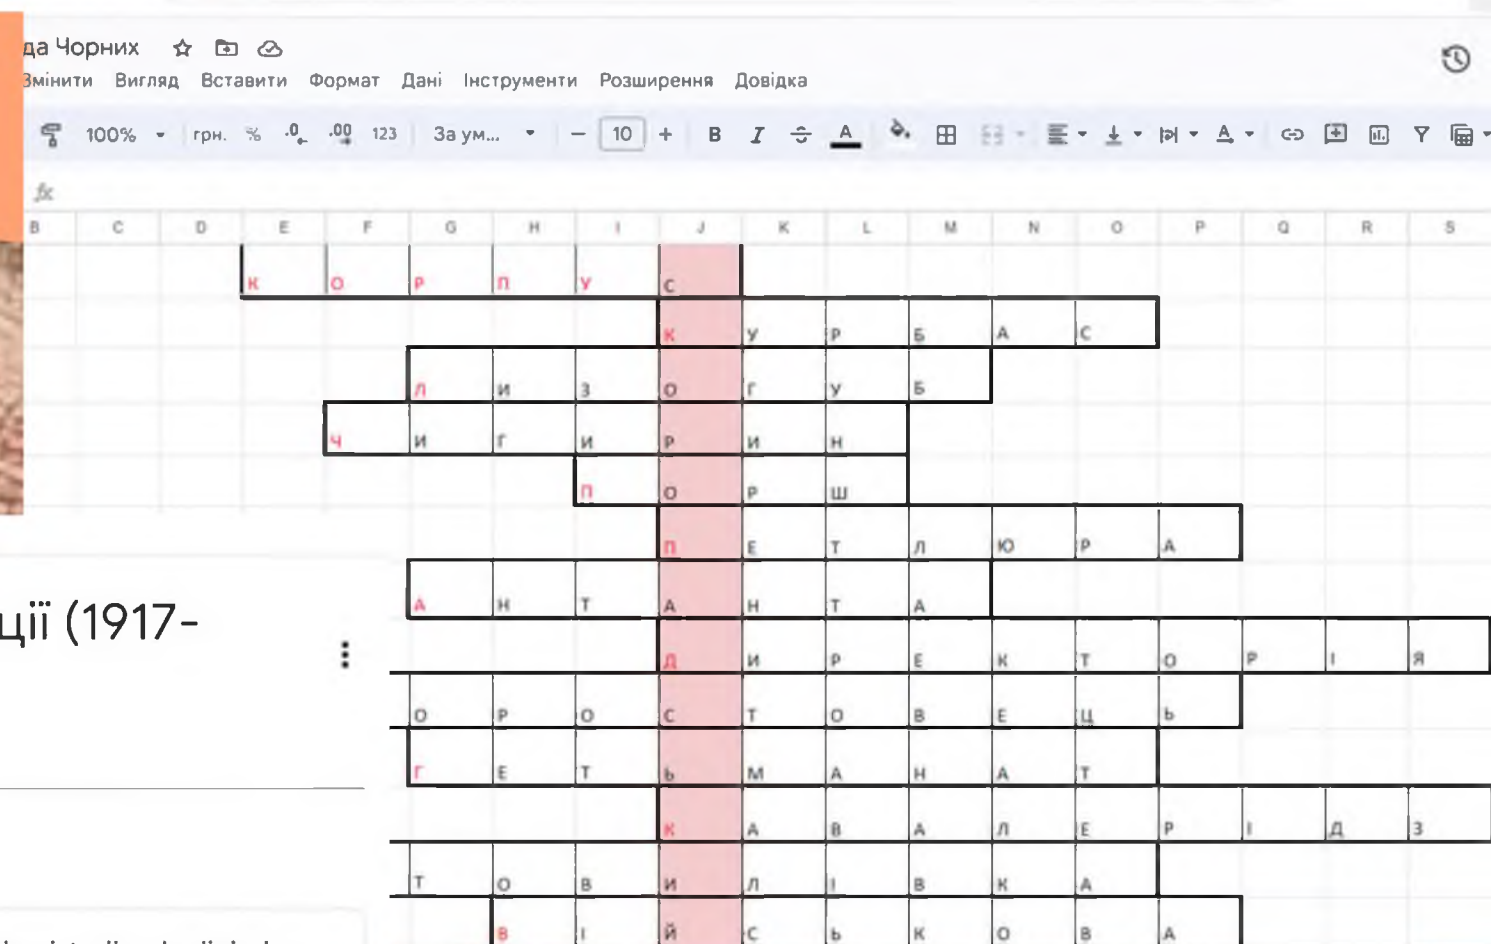 да Чорних
Змінити Вигляд Вставити Формат Дані Інструменти Розширення Довідка
100% грн. % .0 .00 123 За ум... − 10 + B I A A
fx
B C D E F G H I J K L M N O P Q R S
К О Р П У С
К У Р Б А С
Л И З О Г У Б
Ч И Г И Р И Н
П О Р Ш
П Е Т Л Ю Р А
А Н Т А Н Т А
Д И Р Е К Т О Р І Я
О Р О С Т О В Е Ц Ь
Г Е Т Ь М А Н А Т
К А В А Л Е Р І Д З
Т О В И Л І В К А
В І Й С Ь К О В А
ції (1917-